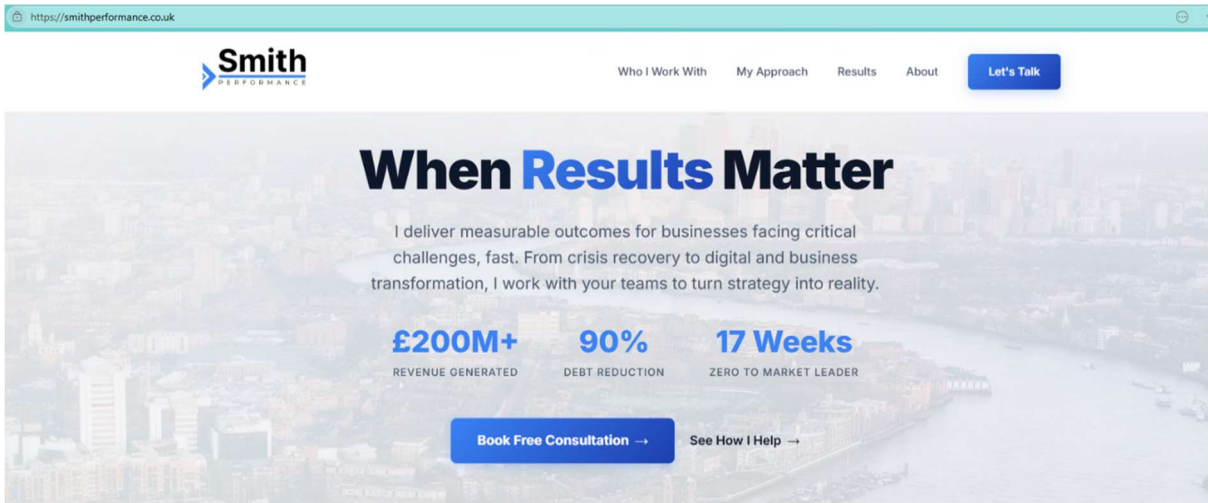 https://smithperformance.co.uk
Smith
PERFORMANCE
Who I Work With
My Approach
Results
About
Let's Talk
When Results Matter
I deliver measurable outcomes for businesses facing critical
challenges, fast. From crisis recovery to digital and business
transformation, I work with your teams to turn strategy into reality.
£200M+
REVENUE GENERATED
90%
DEBT REDUCTION
17 Weeks
ZERO TO MARKET LEADER
Book Free Consultation →
See How I Help →